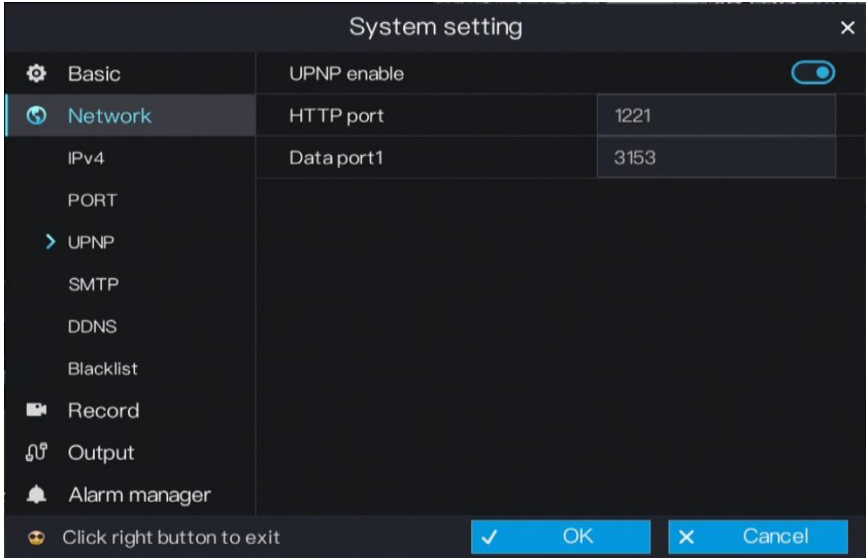 System setting
Basic
UPNP enable
Network
HTTP port 1221
IPv4
Data port1 3153
PORT
UPNP
SMTP
DDNS
Blacklist
Record
Output
Alarm manager
Click right button to exit
OK
Cancel